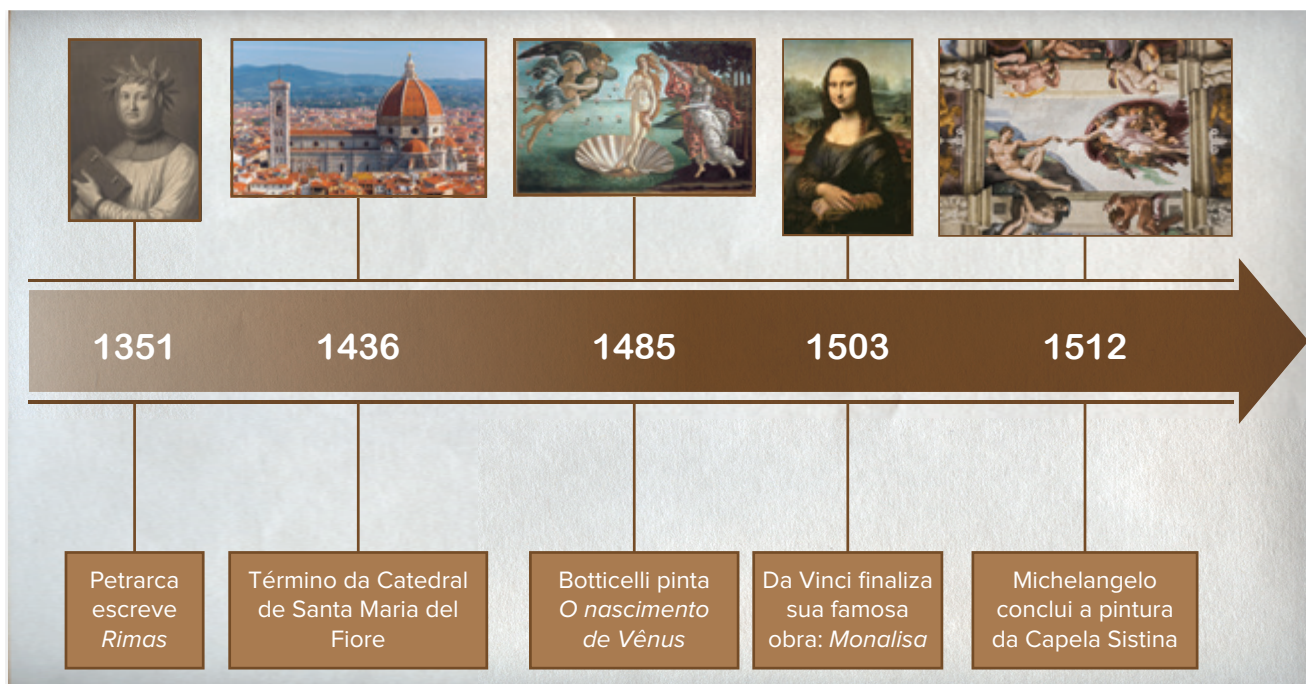 1351
1436
1485
1503
1512
Petrarca
escreve
Rimas
Término da Catedral
de Santa Maria del
Fiore
Botticelli pinta
O nascimento
de Vênus
Da Vinci finaliza
sua famosa
obra: Monalisa
Michelangelo
conclui a pintura
da Capela Sistina